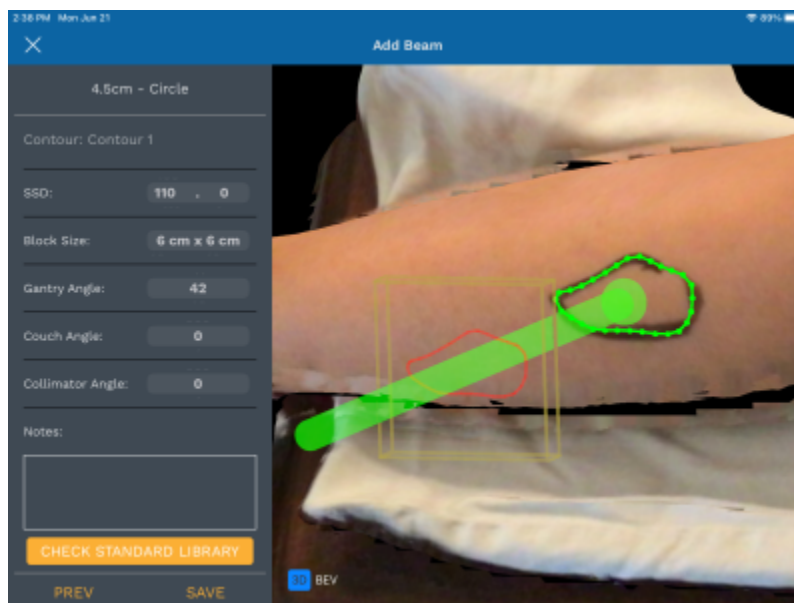 2:38 PM Mon Jun 21
89%
Add Beam
4.5cm - Circle
Contour: Contour 1
SSD: 110 . 0
Block Size: 6 cm x 6 cm
Gantry Angle: 42
Couch Angle: 0
Collimator Angle: 0
Notes:
CHECK STANDARD LIBRARY
PREV SAVE
3D BEV